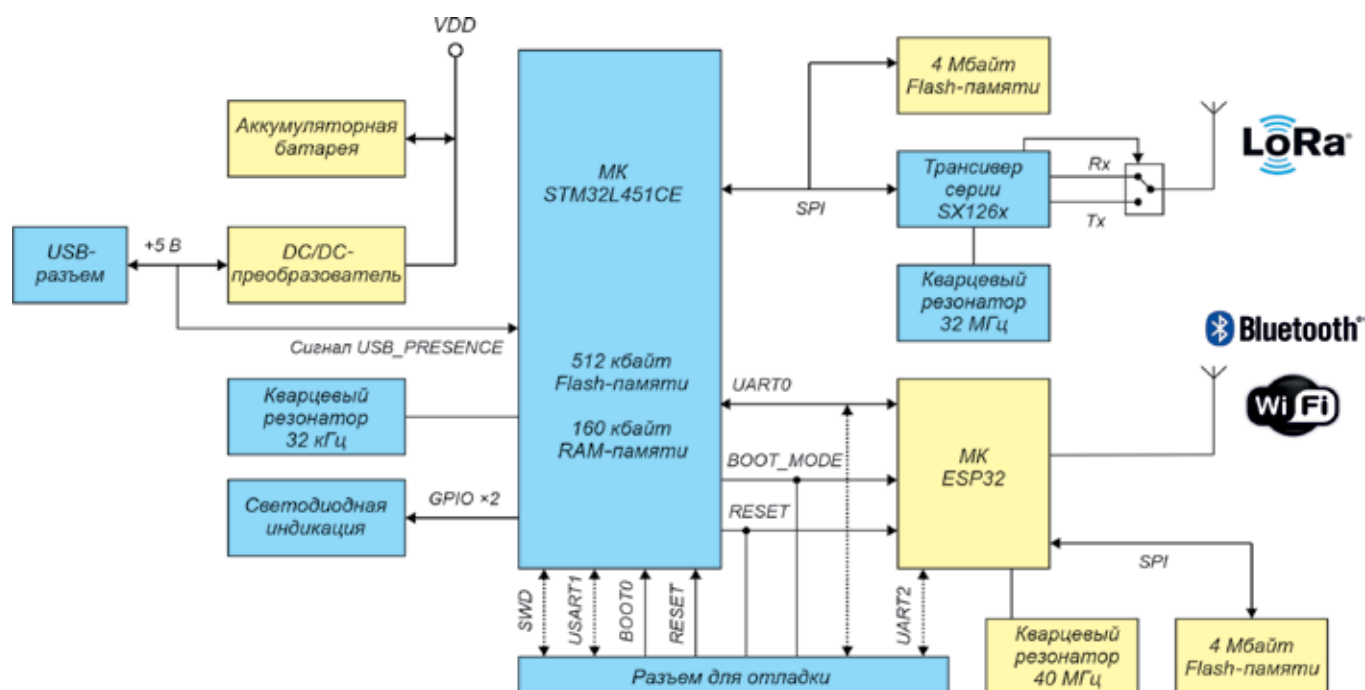 VDD
Аккумуляторная
батарея
USB-
разъем
+5 В
DC/DC-
преобразователь
Сигнал USB_PRESENCE
Кварцевый
резонатор
32 кГц
Светодиодная
индикация
GPIO ×2
МК
STM32L451CE
512 кбайт
Flash-памяти
160 кбайт
RAM-памяти
SPI
4 Мбайт
Flash-памяти
Трансивер
серии
SX126x
Rx
Tx
LoRa®
Кварцевый
резонатор
32 МГц
Bluetooth®
Wi Fi
UART0
BOOT_MODE
RESET
МК
ESP32
SPI
SWD
USART1
BOOT0
RESET
UART2
Разъем для отладки
Кварцевый
резонатор
40 МГц
4 Мбайт
Flash-памяти